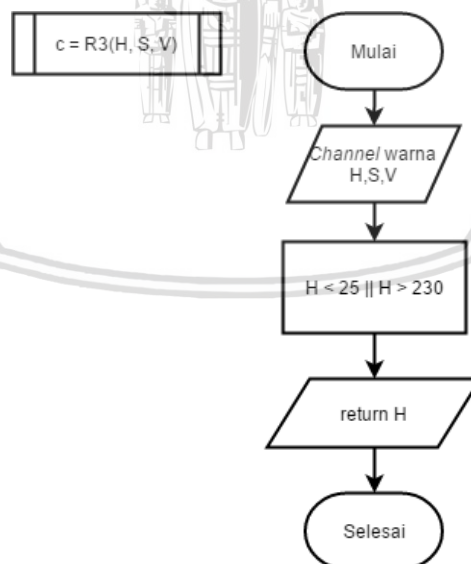 c = R3(H, S, V)
Mulai
Channel warna
H,S,V
H < 25 || H > 230
return H
Selesai